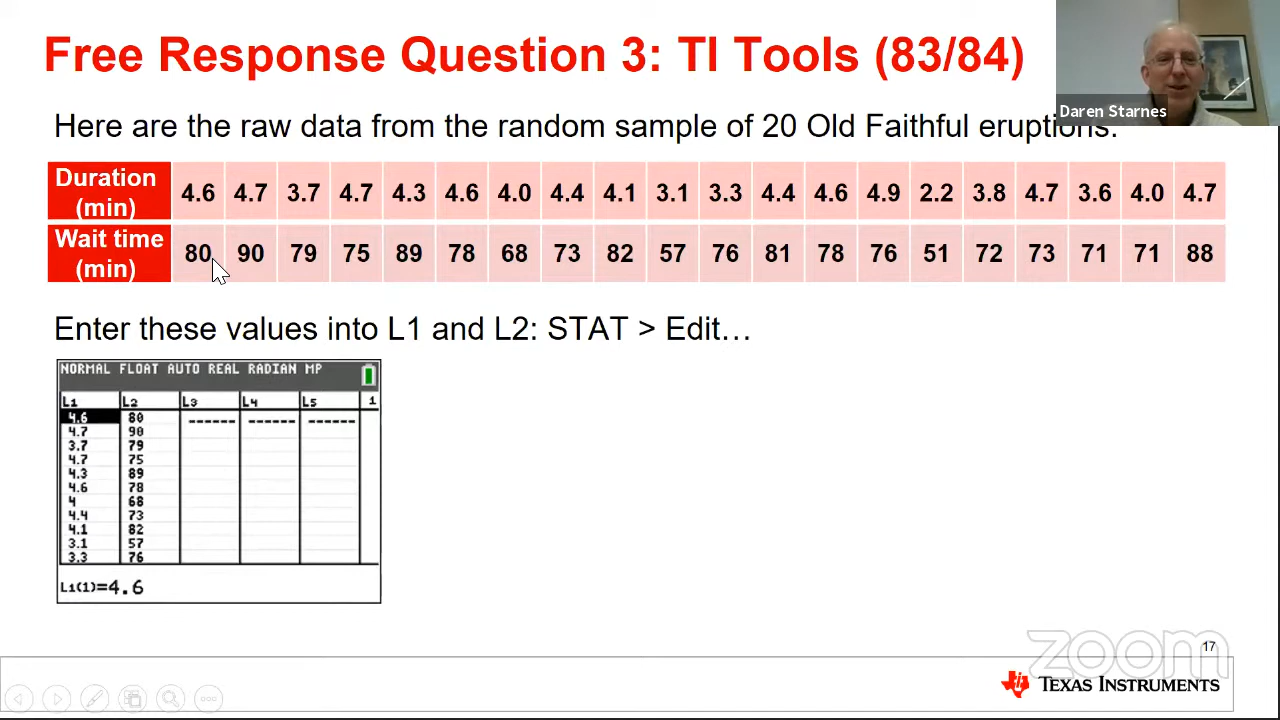 Free Response Question 3: TI Tools (83/84)
Daren Starnes
Here are the raw data from the random sample of 20 Old Faithful eruptions.
Duration (min) 4.6 4.7 3.7 4.7 4.3 4.6 4.0 4.4 4.1 3.1 3.3 4.4 4.6 4.9 2.2 3.8 4.7 3.6 4.0 4.7
Wait time (min) 80 90 79 75 89 78 68 73 82 57 76 81 78 76 51 72 73 71 71 88
Enter these values into L1 and L2: STAT > Edit…
NORMAL FLOAT AUTO REAL RADIAN MP
L1 L2 L3 L4 L5 1
4.6 80 ------ ------ ------
4.7 90
3.7 79
4.7 75
4.3 89
4.6 78
4 68
4.4 73
4.1 82
3.1 57
3.3 76
L1(1)=4.6
zoom
17
TEXAS INSTRUMENTS